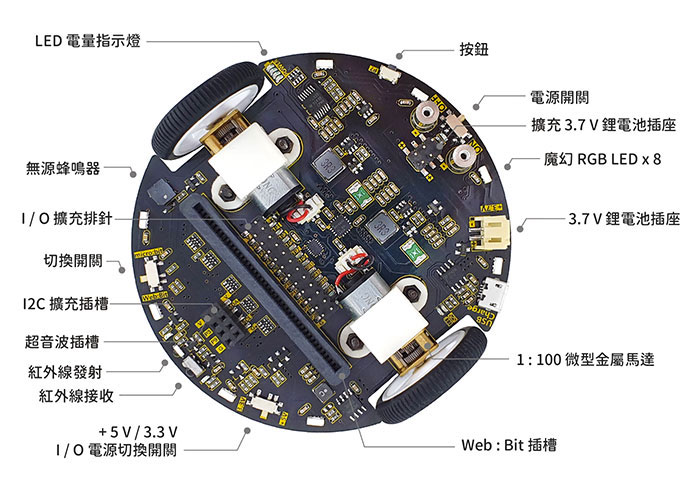 LED 電量指示燈
按鈕
電源開關
擴充 3.7 V 鋰電池插座
無源蜂鳴器
魔幻 RGB LED x 8
I / O 擴充排針
3.7 V 鋰電池插座
切換開關
I2C 擴充插槽
超音波插槽
紅外線發射
1 : 100 微型金屬馬達
紅外線接收
+ 5 V / 3.3 V
I / O 電源切換開關
Web : Bit 插槽
USB
Charge
3R3
3R3